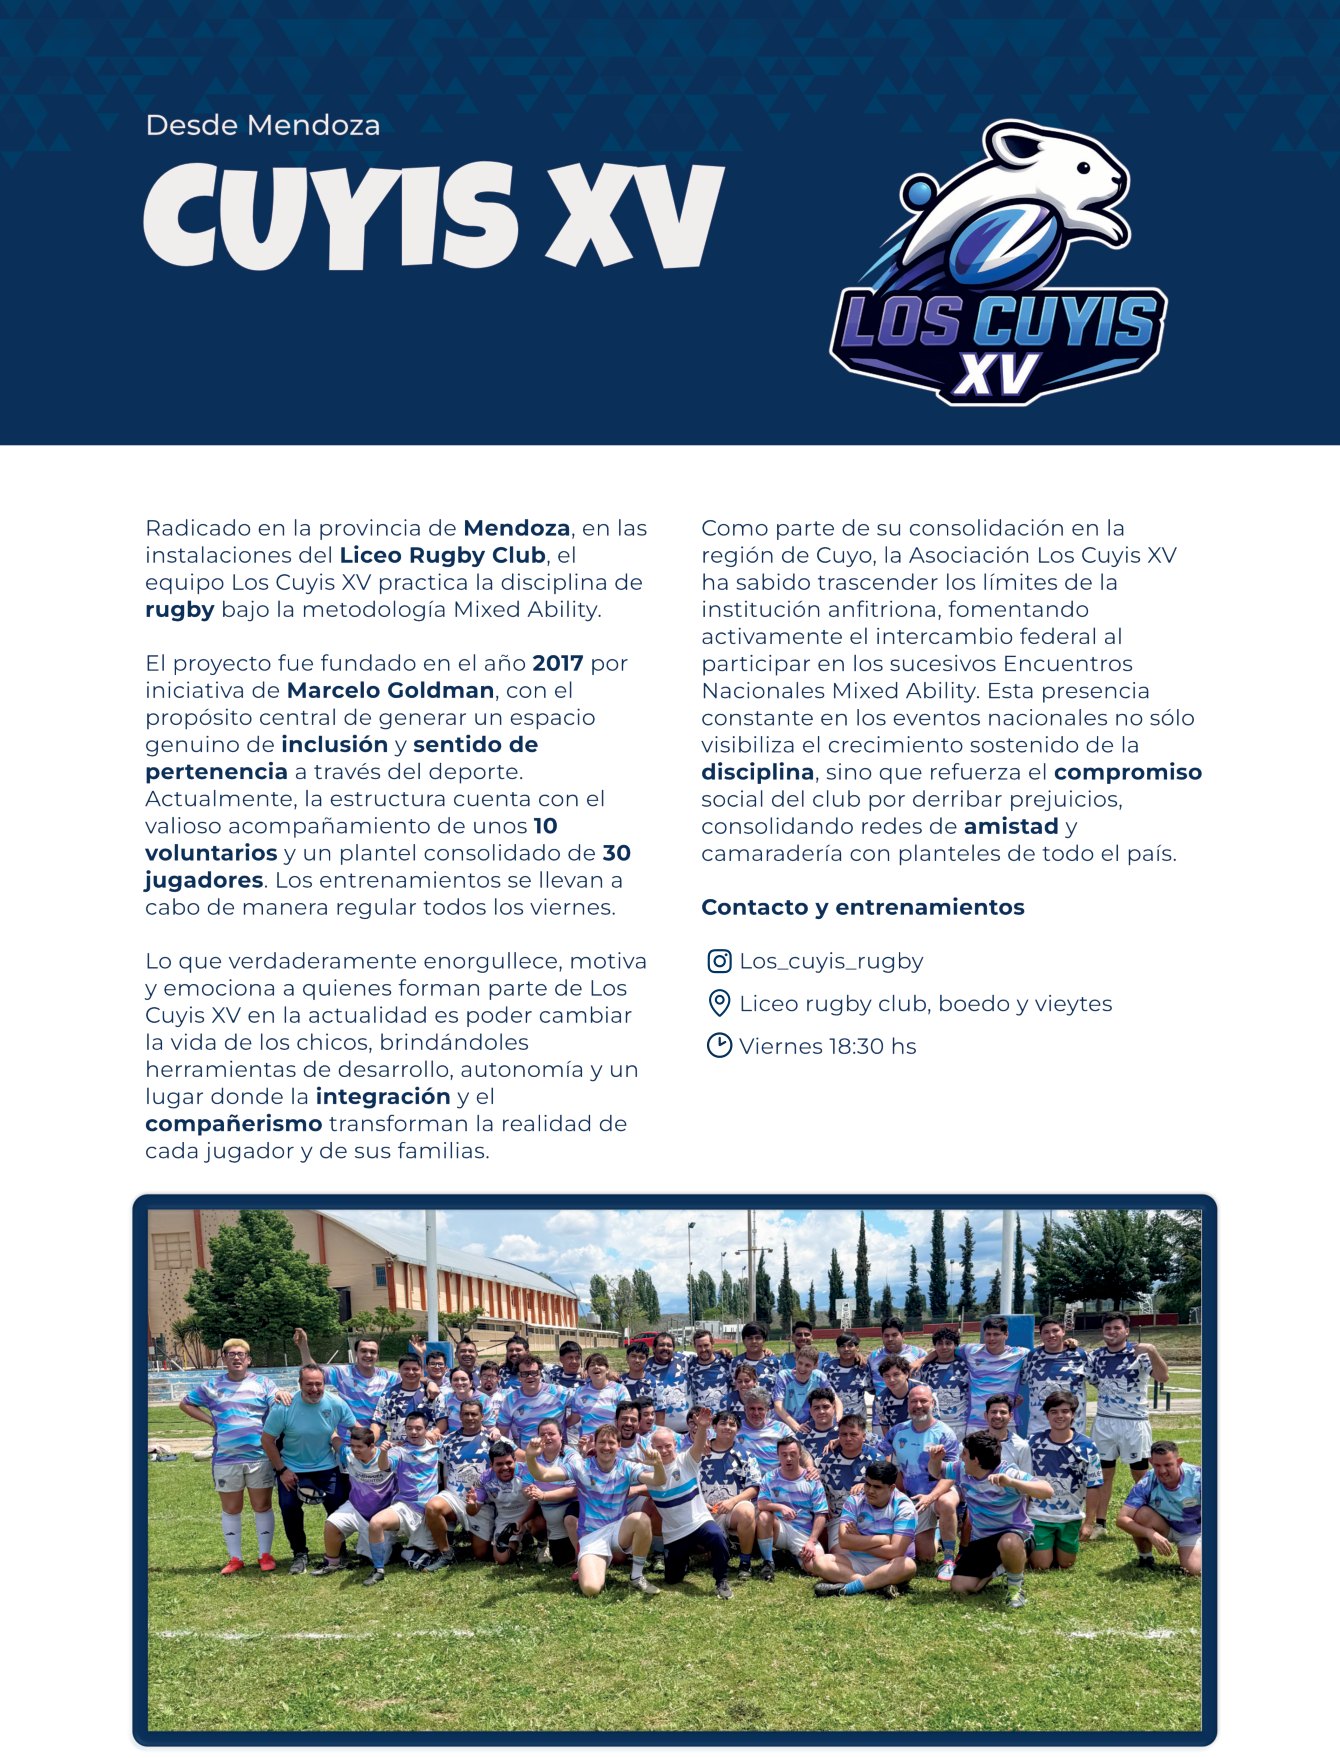 Desde Mendoza
CUYIS XV
LOS CUYIS
XV
Radicado en la provincia de Mendoza, en las
instalaciones del Liceo Rugby Club, el
equipo Los Cuyis XV practica la disciplina de
rugby bajo la metodología Mixed Ability.
El proyecto fue fundado en el año 2017 por
iniciativa de Marcelo Goldman, con el
propósito central de generar un espacio
genuino de inclusión y sentido de
pertenencia a través del deporte.
Actualmente, la estructura cuenta con el
valioso acompañamiento de unos 10
voluntarios y un plantel consolidado de 30
jugadores. Los entrenamientos se llevan a
cabo de manera regular todos los viernes.
Lo que verdaderamente enorgullece, motiva
y emociona a quienes forman parte de Los
Cuyis XV en la actualidad es poder cambiar
la vida de los chicos, brindándoles
herramientas de desarrollo, autonomía y un
lugar donde la integración y el
compañerismo transforman la realidad de
cada jugador y de sus familias.
Como parte de su consolidación en la
región de Cuyo, la Asociación Los Cuyis XV
ha sabido trascender los límites de la
institución anfitriona, fomentando
activamente el intercambio federal al
participar en los sucesivos Encuentros
Nacionales Mixed Ability. Esta presencia
constante en los eventos nacionales no sólo
visibiliza el crecimiento sostenido de la
disciplina, sino que refuerza el compromiso
social del club por derribar prejuicios,
consolidando redes de amistad y
camaradería con planteles de todo el país.
Contacto y entrenamientos
Los_cuyis_rugby
Liceo rugby club, boedo y vieytes
Viernes 18:30 hs